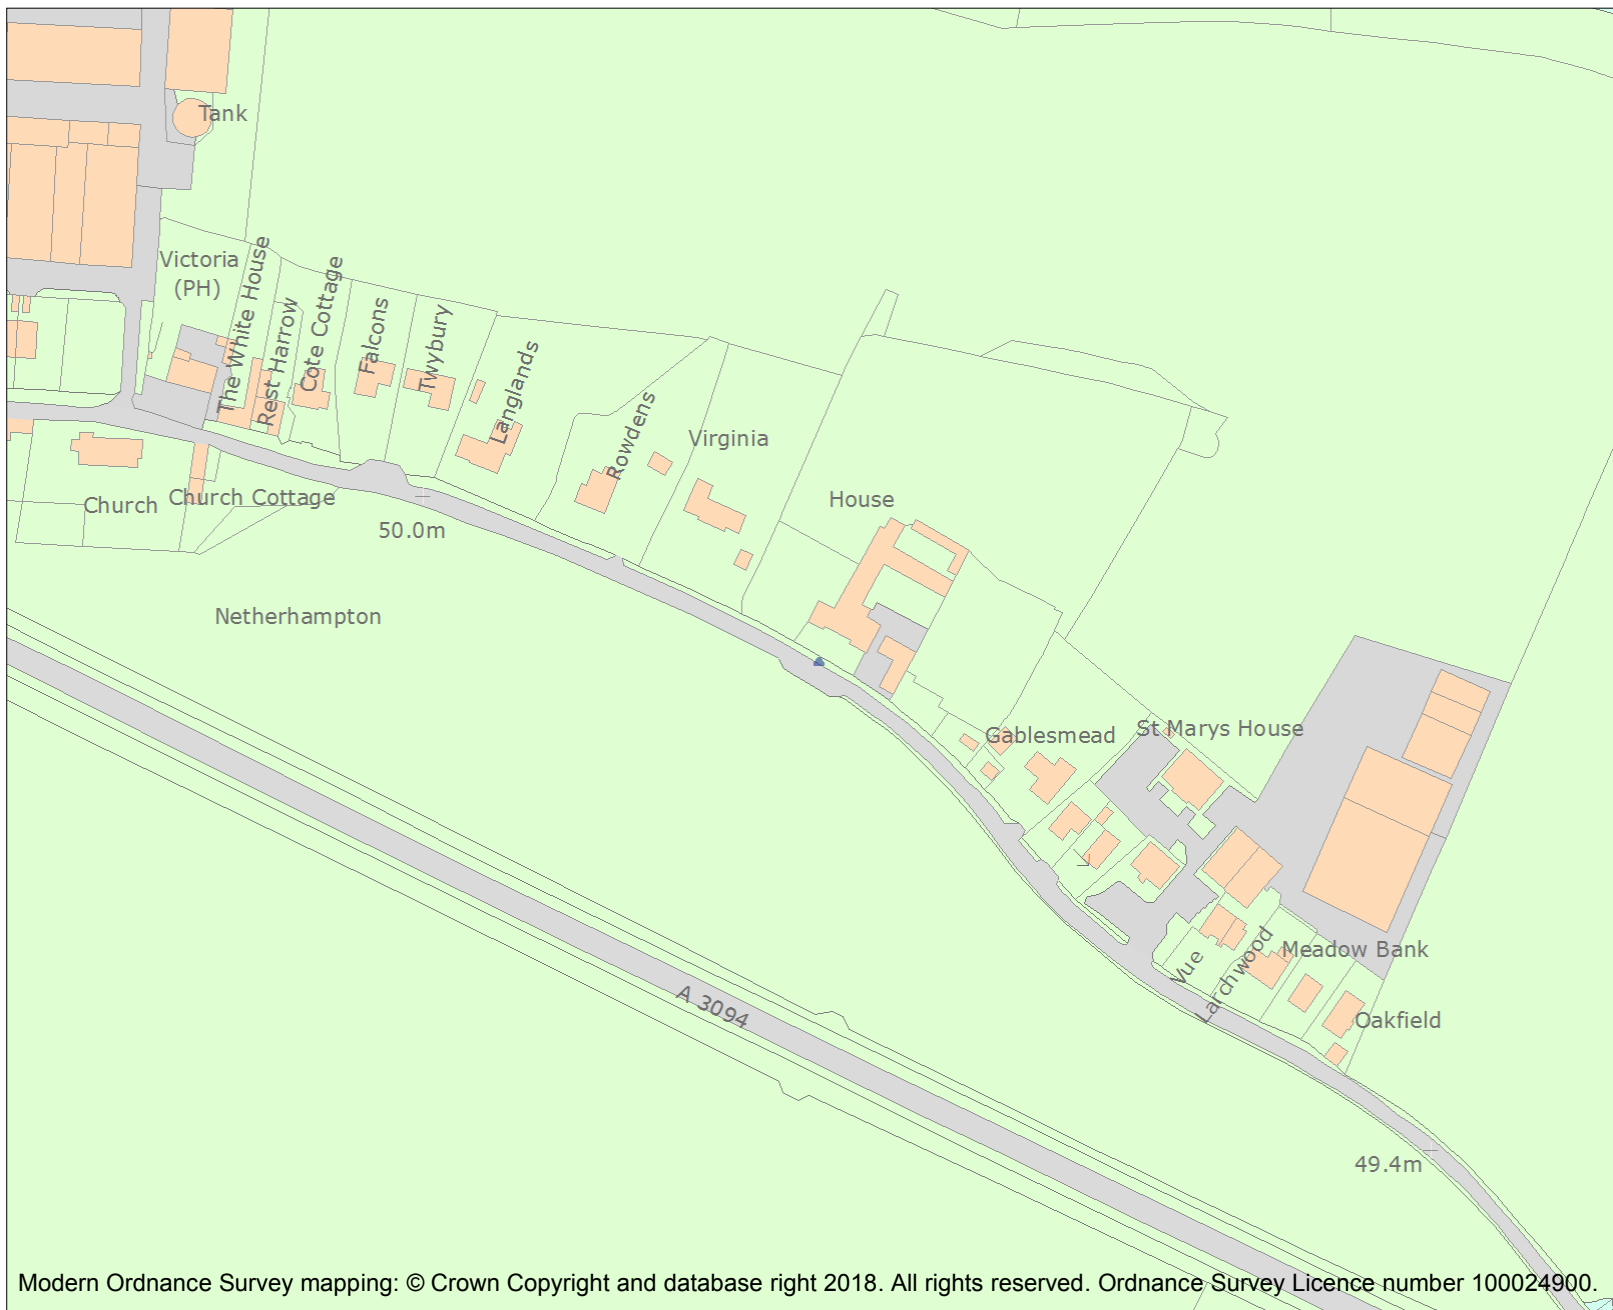 Tank
Victoria
(PH)
The White House
Rest Harrow
Cote Cottage
Falcons
Twybury
Langlands
Rowdens
Virginia
House
Church
Church Cottage
50.0m
Netherhampton
Gablesmead
St Marys House
Vue
Larchwood
Meadow Bank
Oakfield
A 3094
49.4m
Modern Ordnance Survey mapping: © Crown Copyright and database right 2018. All rights reserved. Ordnance Survey Licence number 100024900.